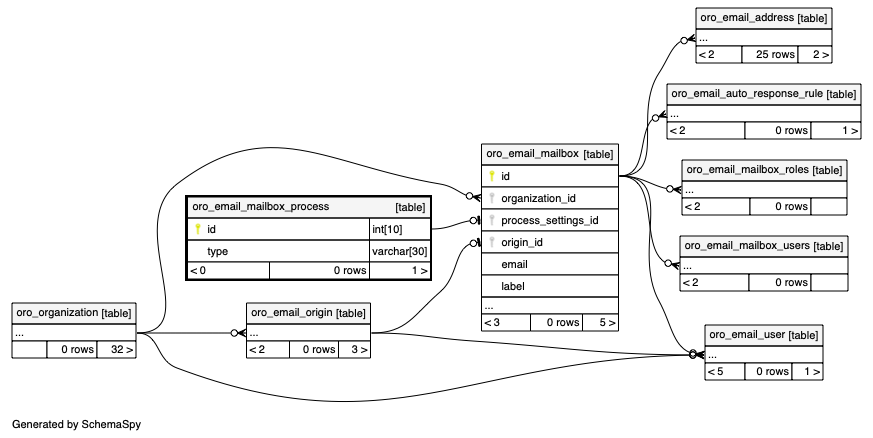 oro_email_address [table]
...
< 2 25 rows 2 >
oro_email_auto_response_rule [table]
...
< 2 0 rows 1 >
oro_email_mailbox [table]
id
organization_id
process_settings_id
origin_id
email
label
...
< 3 0 rows 5 >
oro_email_mailbox_roles [table]
...
< 2 0 rows
oro_email_mailbox_process [table]
id int[10]
type varchar[30]
< 0 0 rows 1 >
oro_email_mailbox_users [table]
...
< 2 0 rows
oro_organization [table]
...
0 rows 32 >
oro_email_origin [table]
...
< 2 0 rows 3 >
oro_email_user [table]
...
< 5 0 rows 1 >
Generated by SchemaSpy